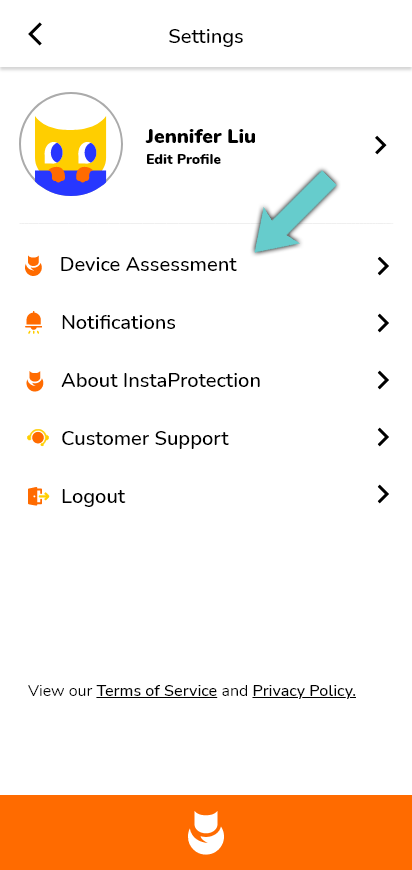 Settings
Jennifer Liu
Edit Profile
Device Assessment
Notifications
About InstaProtection
Customer Support
Logout
View our Terms of Service and Privacy Policy.